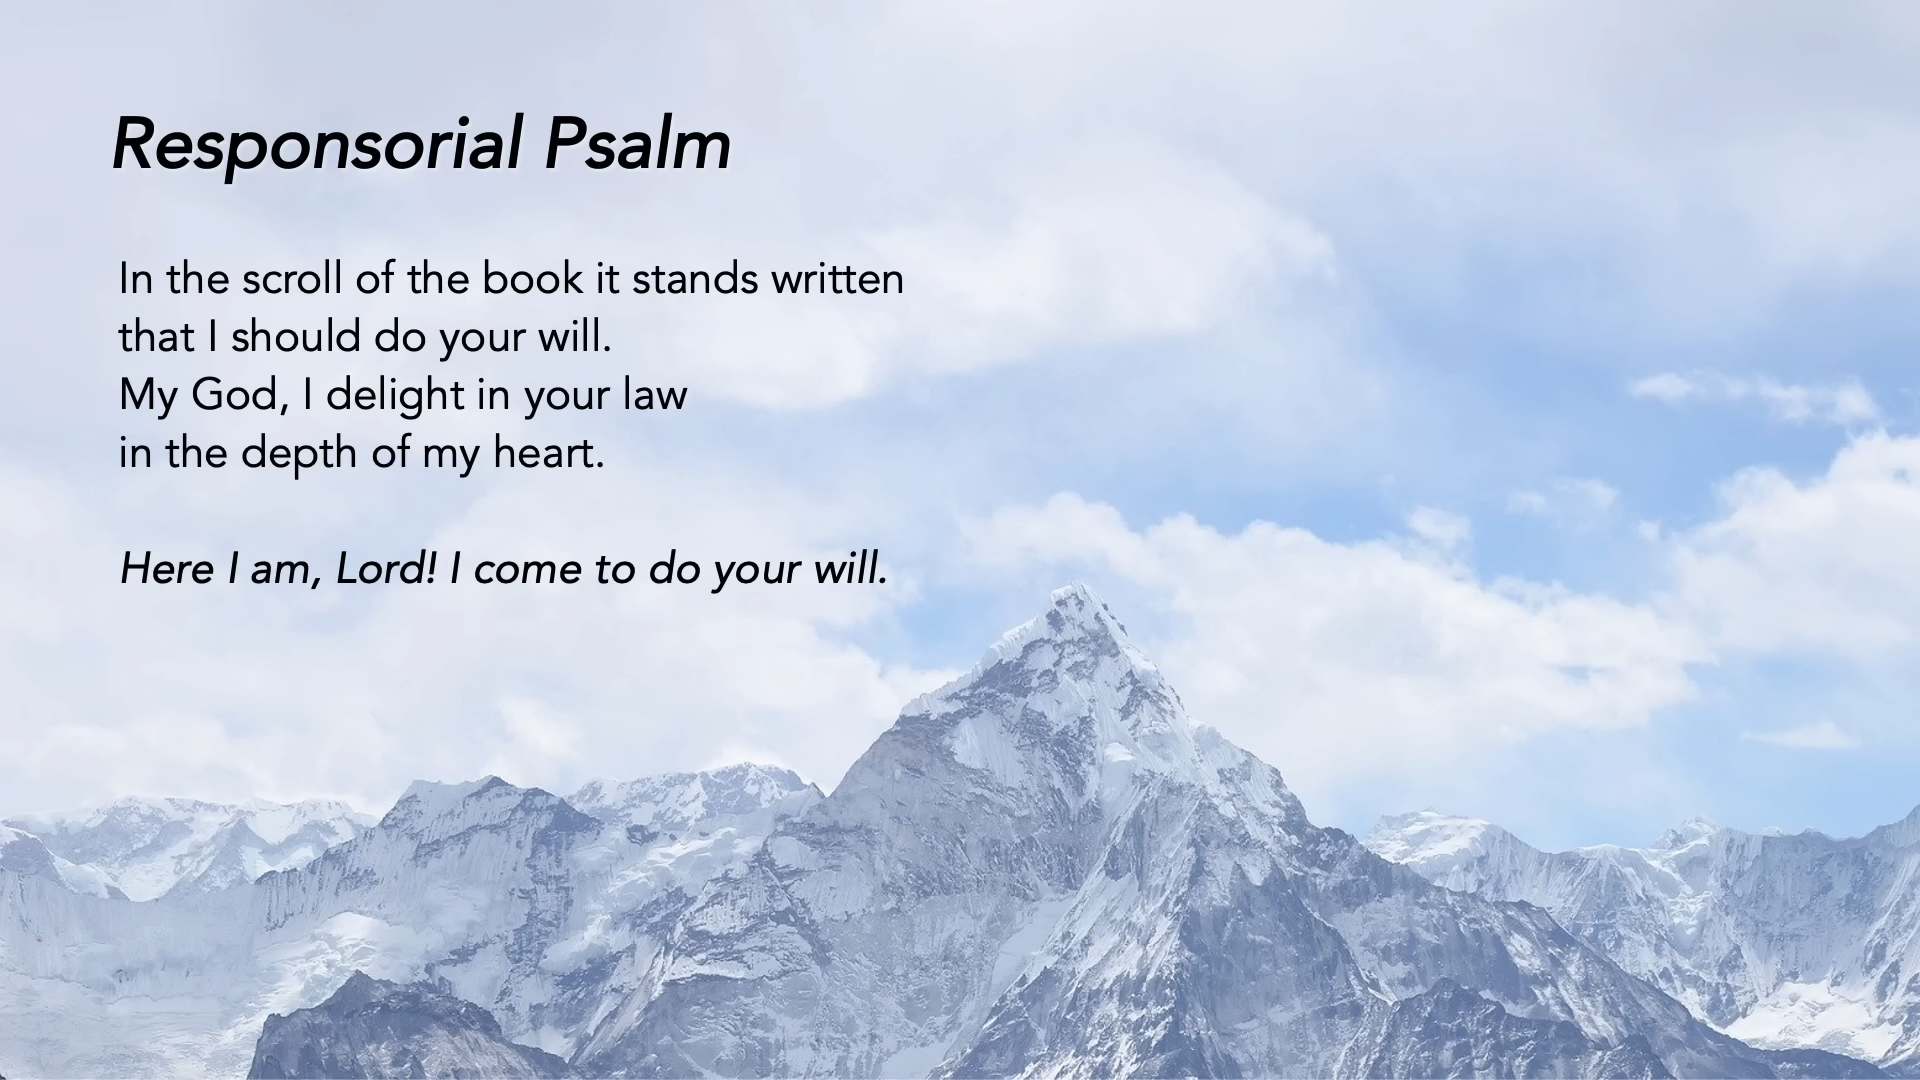 Responsorial Psalm
In the scroll of the book it stands written
that I should do your will.
My God, I delight in your law
in the depth of my heart.
Here I am, Lord! I come to do your will.